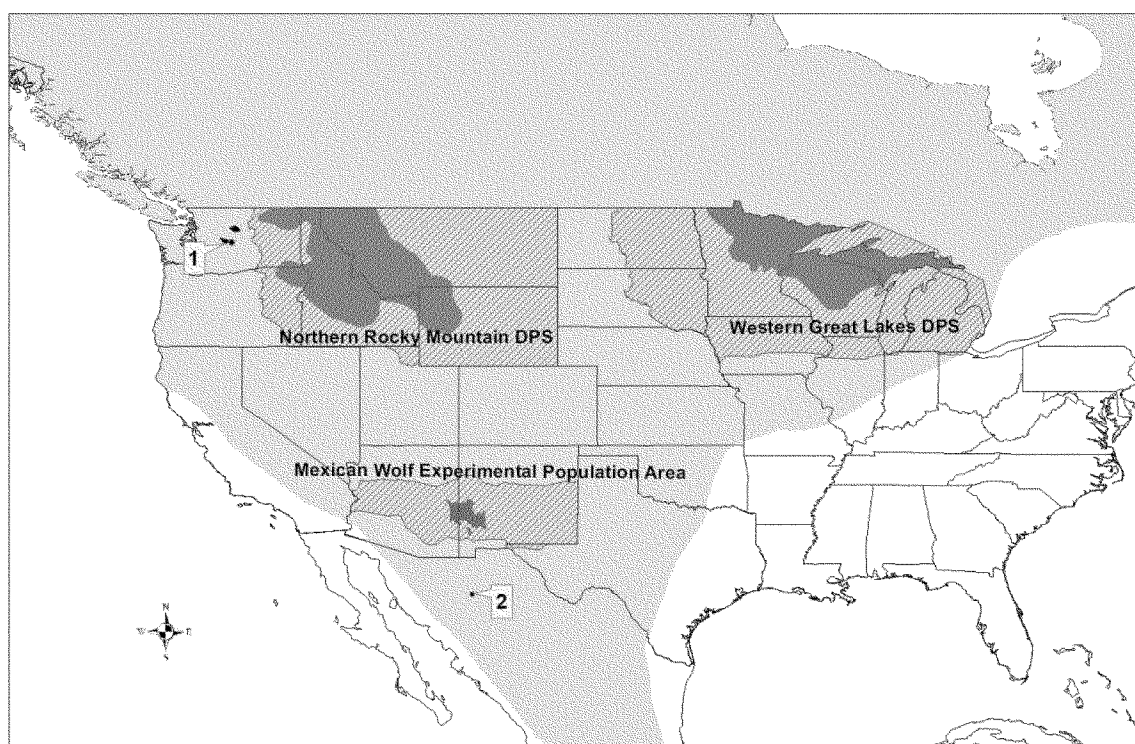 N
W E
S
1
Northern Rocky Mountain DPS
Western Great Lakes DPS
Mexican Wolf Experimental Population Area
2